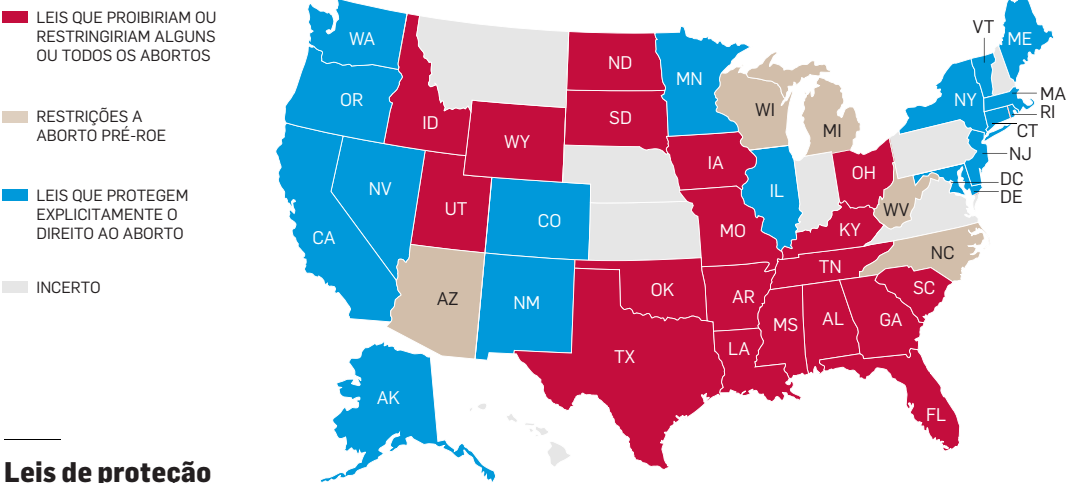 LEIS QUE PROIBIRIAM OU
RESTRINGIRIAM ALGUNS
OU TODOS OS ABORTOS
RESTRIÇÕES A
ABORTO PRÉ-ROE
LEIS QUE PROTEGEM
EXPLICITAMENTE O
DIREITO AO ABORTO
INCERTO
Leis de proteção
WA
OR
CA
NV
ID
UT
AZ
WY
CO
NM
ND
SD
OK
TX
MN
IA
MO
AR
LA
WI
IL
MI
OH
KY
TN
MS
AL
GA
FL
SC
NC
WV
VT
ME
NY
MA
RI
CT
NJ
DC
DE
AK